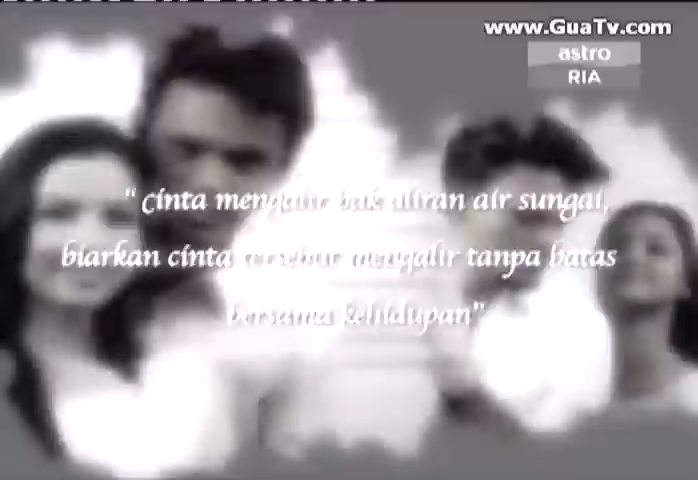 www.GuaTv.com
astro
RIA
" cinta mengalir bak aliran air sungai,
biarkan cinta tersebut mengalir tanpa batas
bersama kehidupan"